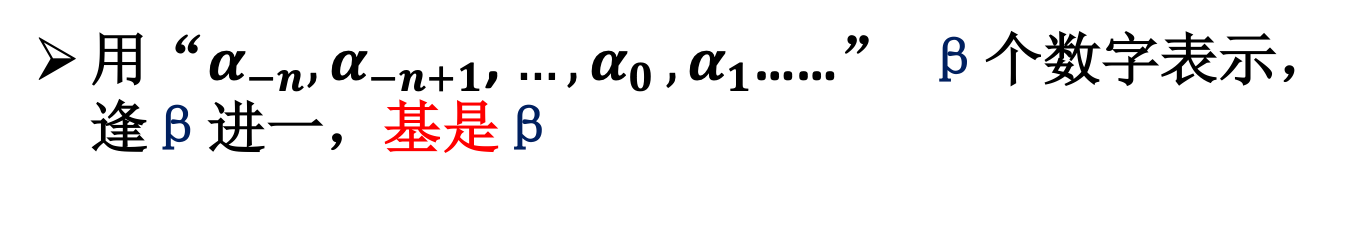 ➢ 用“α₋ₙ, α₋ₙ₊₁, …, α₀ , α₁……” β 个数字表示，
逢 β 进一，基是 β